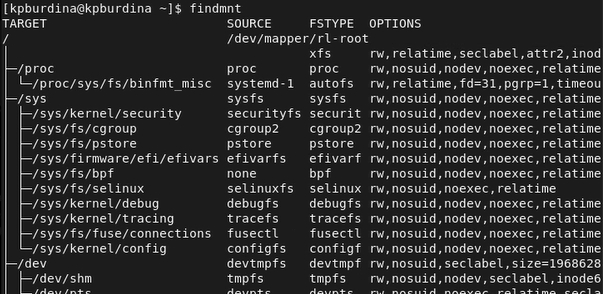 [kpburdina@kpburdina ~]$ findmnt
TARGET                         SOURCE     FSTYPE  OPTIONS
/                              /dev/mapper/rl-root
│                                         xfs     rw,relatime,seclabel,attr2,inod
├─/proc                        proc       proc    rw,nosuid,nodev,noexec,relatime
│ └─/proc/sys/fs/binfmt_misc   systemd-1  autofs  rw,relatime,fd=31,pgrp=1,timeou
├─/sys                         sysfs      sysfs   rw,nosuid,nodev,noexec,relatime
│ ├─/sys/kernel/security       securityfs securit rw,nosuid,nodev,noexec,relatime
│ ├─/sys/fs/cgroup             cgroup2    cgroup2 rw,nosuid,nodev,noexec,relatime
│ ├─/sys/fs/pstore             pstore     pstore  rw,nosuid,nodev,noexec,relatime
│ ├─/sys/firmware/efi/efivars  efivarfs   efivarf rw,nosuid,nodev,noexec,relatime
│ ├─/sys/fs/bpf                none       bpf     rw,nosuid,nodev,noexec,relatime
│ ├─/sys/fs/selinux            selinuxfs  selinux rw,nosuid,noexec,relatime
│ ├─/sys/kernel/debug          debugfs    debugfs rw,nosuid,nodev,noexec,relatime
│ ├─/sys/kernel/tracing        tracefs    tracefs rw,nosuid,nodev,noexec,relatime
│ ├─/sys/fs/fuse/connections   fusectl    fusectl rw,nosuid,nodev,noexec,relatime
│ └─/sys/kernel/config         configfs   configf rw,nosuid,nodev,noexec,relatime
├─/dev                         devtmpfs   devtmpf rw,nosuid,seclabel,size=1968628
│ ├─/dev/shm                   tmpfs      tmpfs   rw,nosuid,nodev,seclabel,inode6
│ ├─/dev/pts                   devpts     devpts  rw,nosuid,noexec,relatime,secla